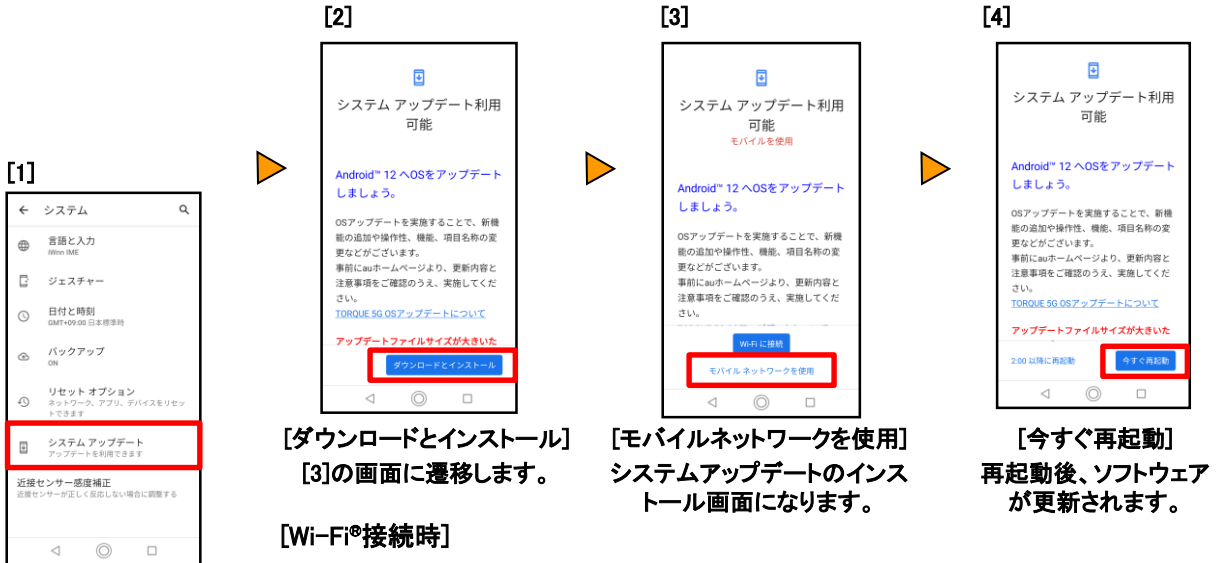 [1]
システム
言語と入力
iWnn IME
ジェスチャー
日付と時刻
GMT+09:00 日本標準時
バックアップ
ON
リセット オプション
ネットワーク、アプリ、デバイスをリセッ
トできます
システム アップデート
アップデートを利用できます
近接センサー感度補正
近接センサーが正しく反応しない場合に調整する
[2]
システム アップデート利用
可能
Android™ 12 へOSをアップデート
しましょう。
OSアップデートを実施することで、新機
能の追加や操作性、機能、項目名称の変
更などがございます。
事前にauホームページより、更新内容と
注意事項をご確認のうえ、実施してくだ
さい。
TORQUE 5G OSアップデートについて
アップデートファイルサイズが大きいた
ダウンロードとインストール
[ダウンロードとインストール]
[3]の画面に遷移します。
[Wi-Fi®接続時]
[3]
システム アップデート利用
可能
モバイルを使用
Android™ 12 へOSをアップデート
しましょう。
OSアップデートを実施することで、新機
能の追加や操作性、機能、項目名称の変
更などがございます。
事前にauホームページより、更新内容と
注意事項をご確認のうえ、実施してくだ
さい。
Wi-Fi に接続
モバイル ネットワークを使用
[モバイルネットワークを使用]
システムアップデートのインス
トール画面になります。
[4]
システム アップデート利用
可能
Android™ 12 へOSをアップデート
しましょう。
OSアップデートを実施することで、新機
能の追加や操作性、機能、項目名称の変
更などがございます。
事前にauホームページより、更新内容と
注意事項をご確認のうえ、実施してくだ
さい。
TORQUE 5G OSアップデートについて
アップデートファイルサイズが大きいた
2:00 以降に再起動
今すぐ再起動
[今すぐ再起動]
再起動後、ソフトウェア
が更新されます。